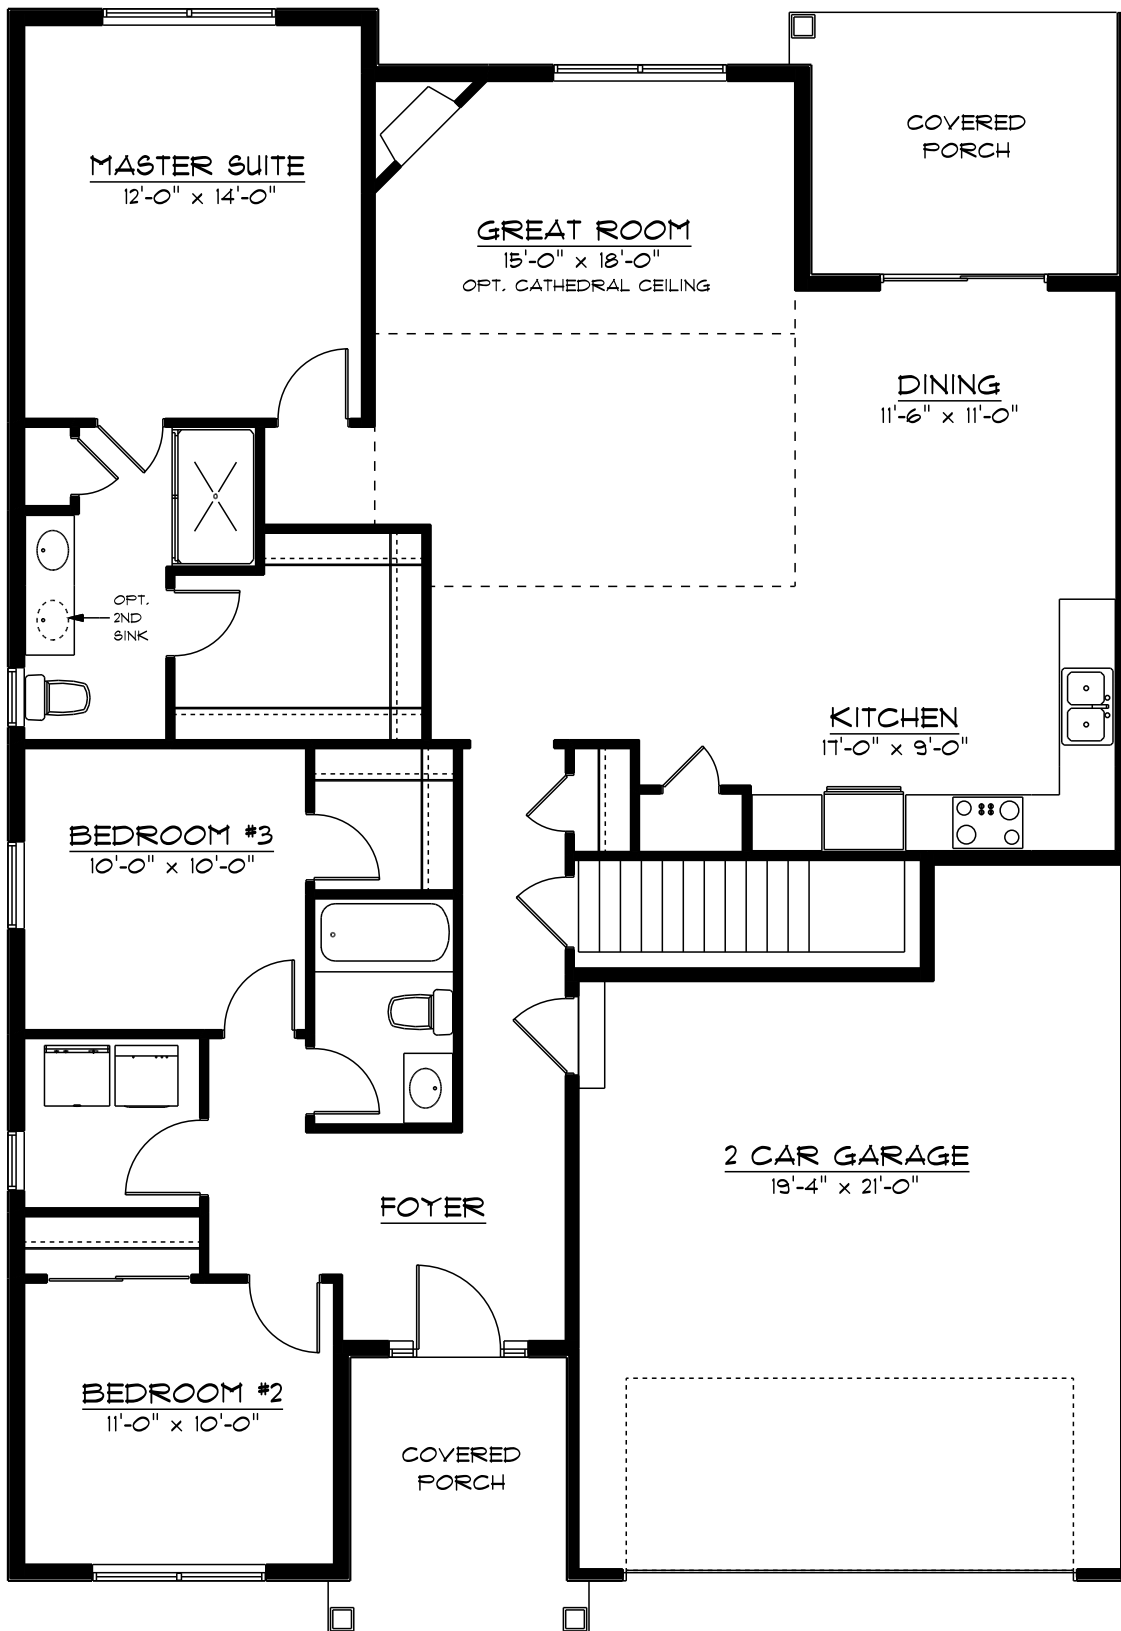 COVERED
PORCH
MASTER SUITE
12'-0" x 14'-0"
GREAT ROOM
15'-0" x 18'-0"
OPT. CATHEDRAL CEILING
DINING
11'-6" x 11'-0"
OPT.
2ND
SINK
KITCHEN
17'-0" x 9'-0"
BEDROOM #3
10'-0" x 10'-0"
2 CAR GARAGE
19'-4" x 21'-0"
FOYER
BEDROOM #2
11'-0" x 10'-0"
COVERED
PORCH